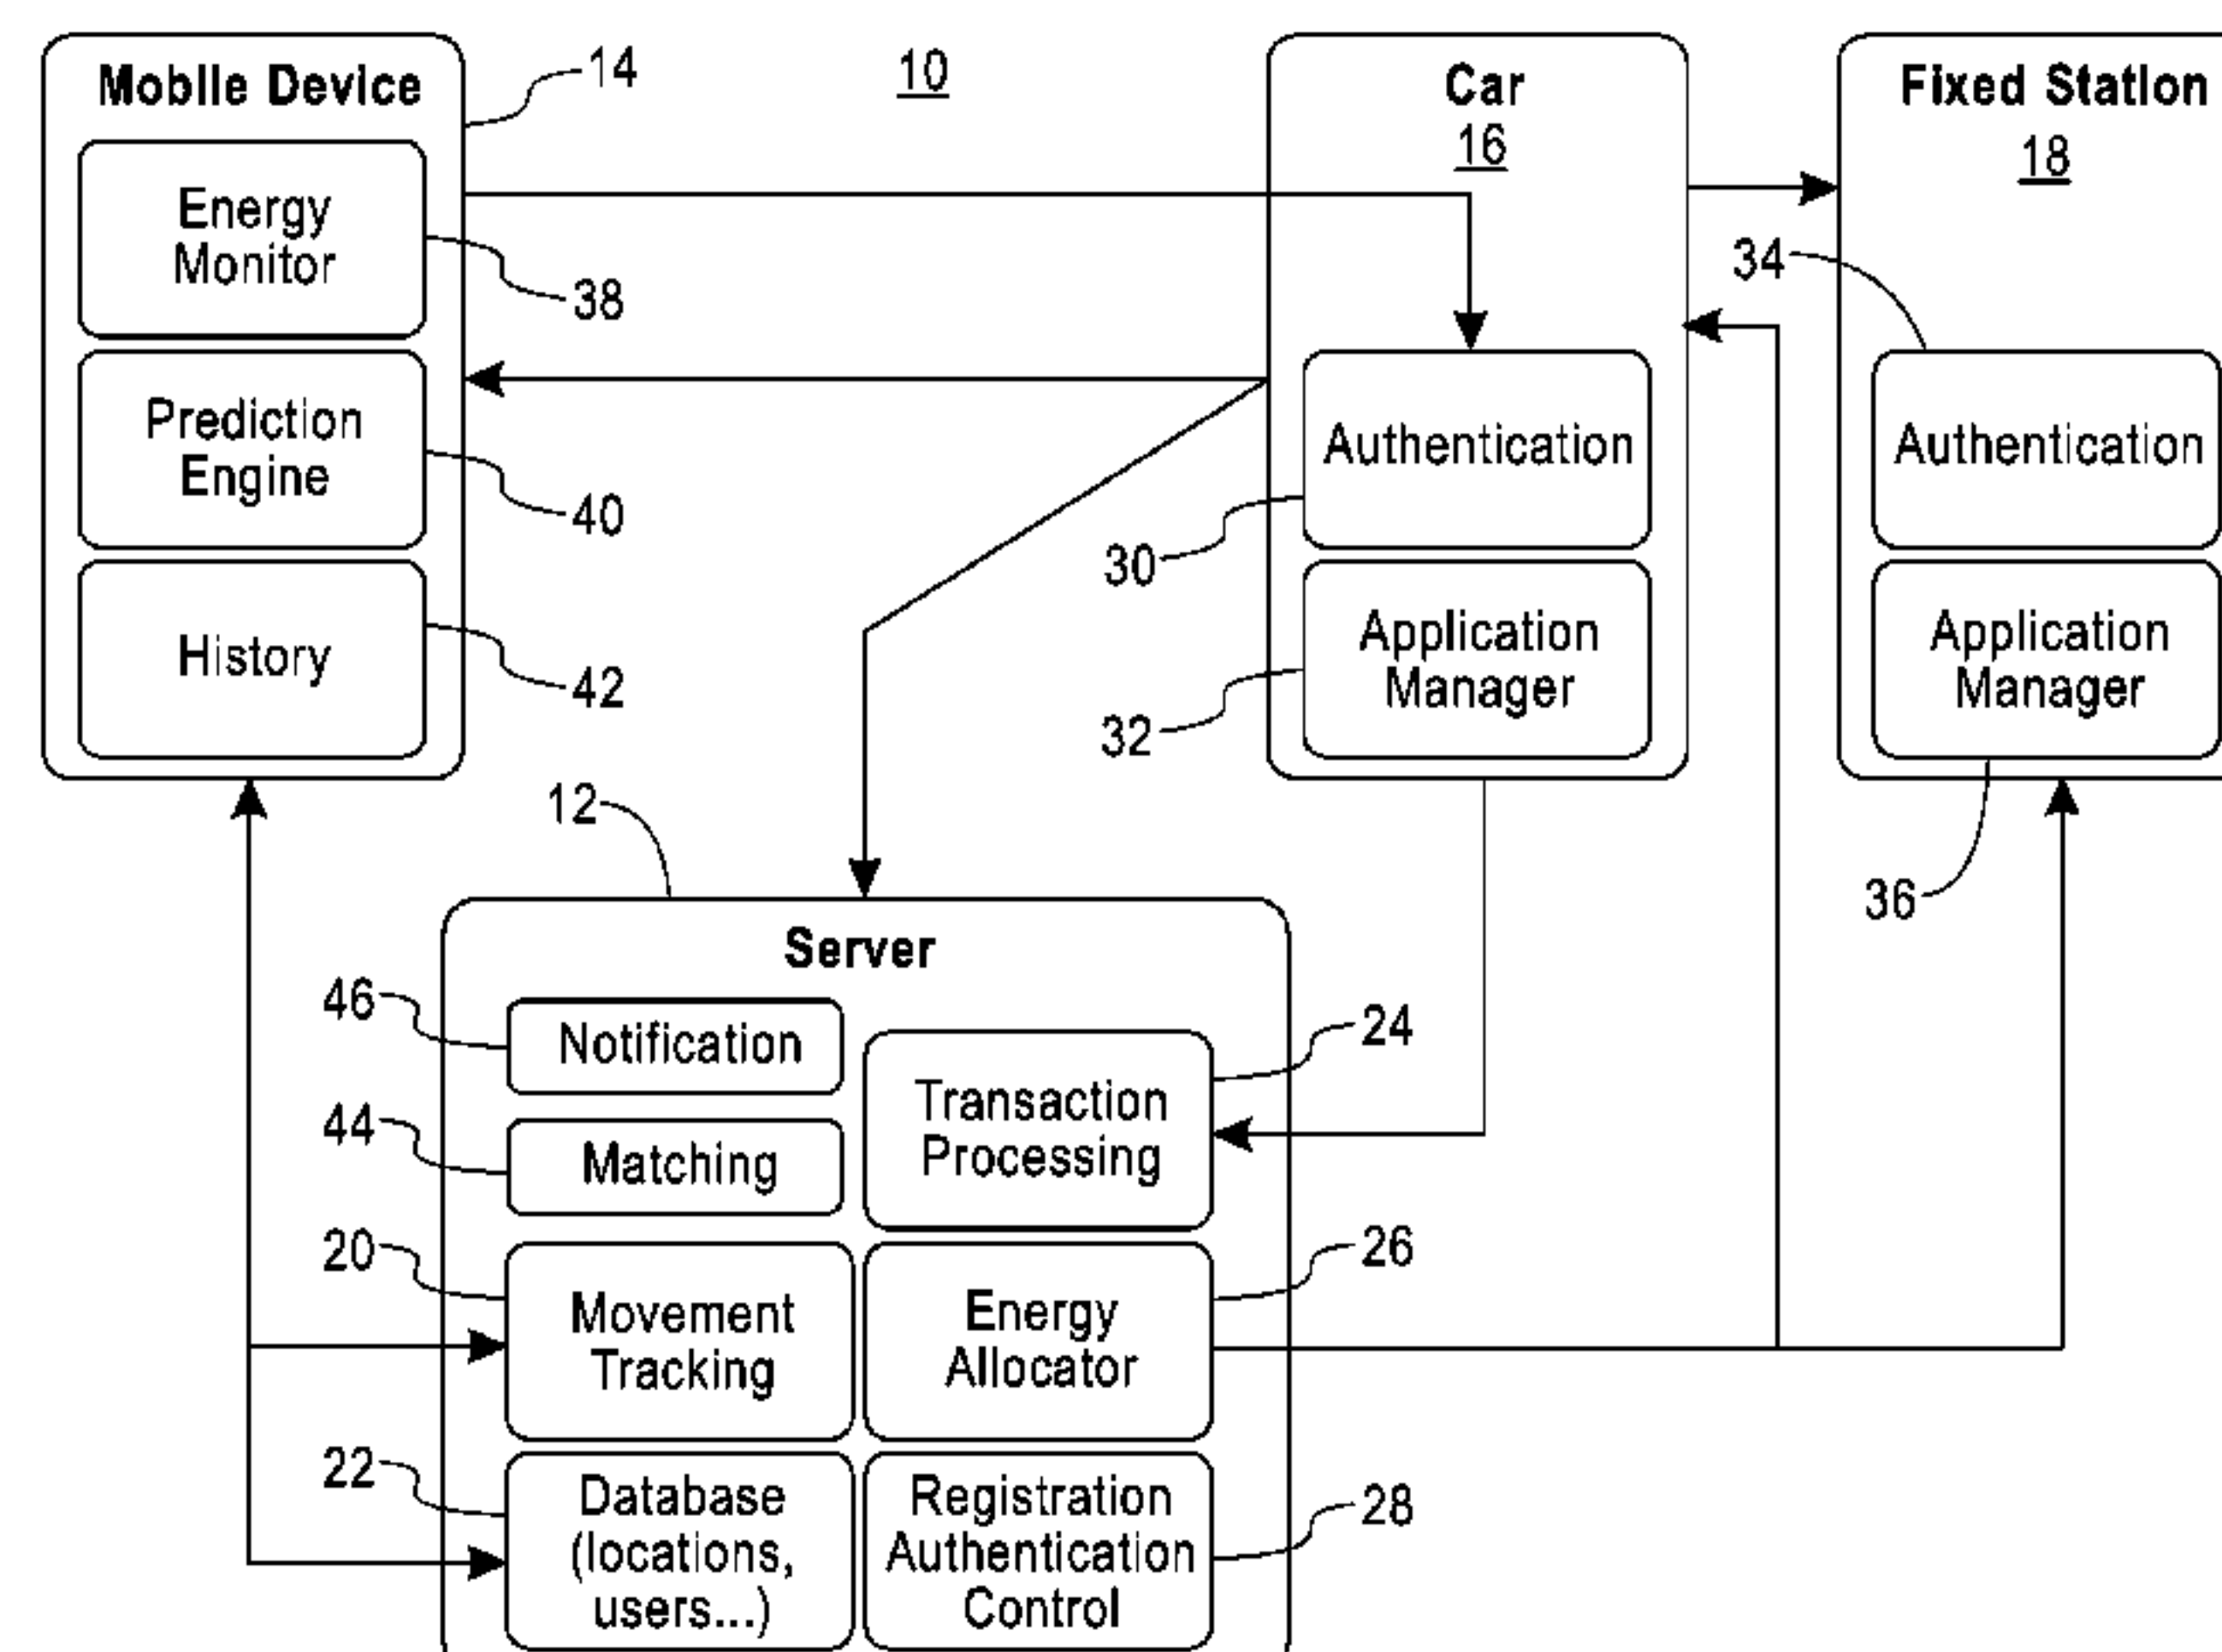 Mobile Device
14
10
Car
16
Fixed Station
18
Energy
Monitor
38
34
Prediction
Engine
40
Authentication
30
Authentication
History
42
Application
Manager
32
Application
Manager
36
12
Server
46
Notification
24
44
Matching
Transaction
Processing
20
Movement
Tracking
26
Energy
Allocator
22
Database
(locations,
users...)
Registration
Authentication
Control
28